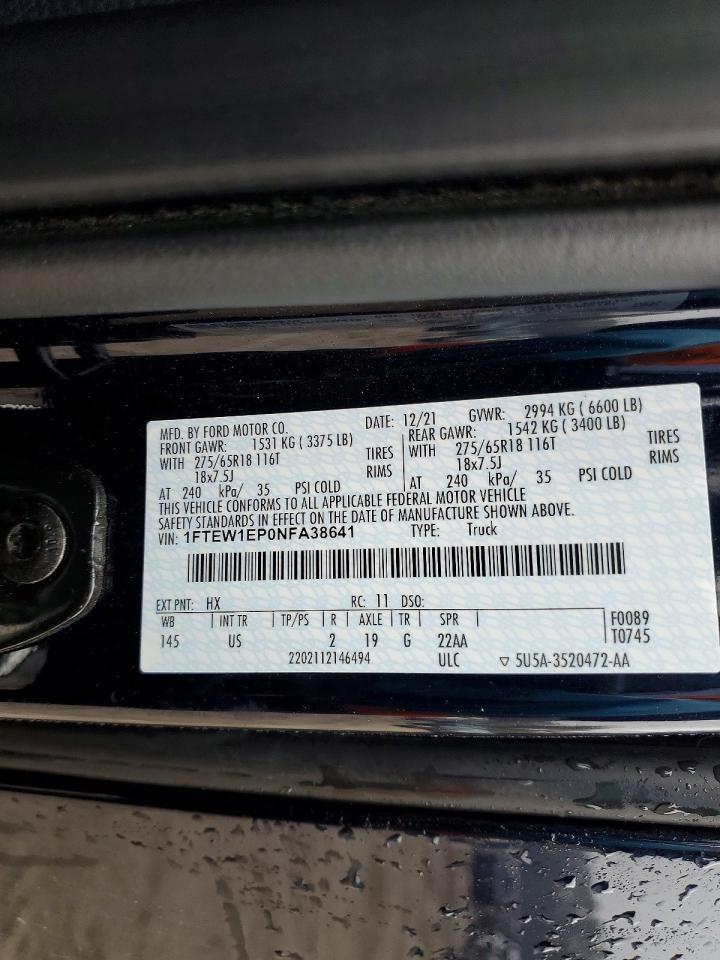 MFD. BY FORD MOTOR CO. DATE: 12/21 GVWR: 2994 KG ( 6600 LB)
FRONT GAWR: 1531 KG ( 3375 LB) REAR GAWR: 1542 KG ( 3400 LB)
WITH 275/65R18 116T TIRES WITH 275/65R18 116T TIRES
18x7.5J RIMS 18x7.5J RIMS
AT 240 kPa/ 35 PSI COLD AT 240 kPa/ 35 PSI COLD
THIS VEHICLE CONFORMS TO ALL APPLICABLE FEDERAL MOTOR VEHICLE
SAFETY STANDARDS IN EFFECT ON THE DATE OF MANUFACTURE SHOWN ABOVE.
VIN: 1FTEW1EP0NFA38641 TYPE: Truck
EXT PNT: HX RC: 11 DSO:
WB | INT TR | TP/PS | R | AXLE | TR | SPR | F0089
145 US 2 19 G 22AA T0745
2202112146494 ULC ▽ 5U5A-3520472-AA